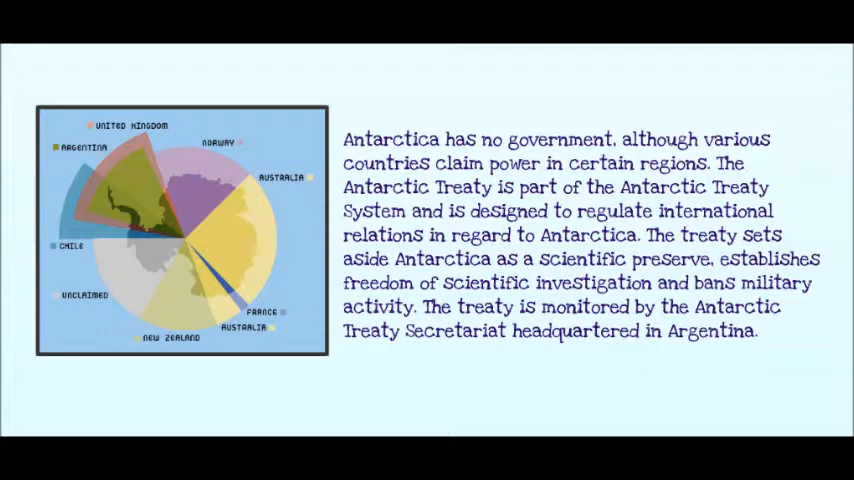 UNITED KINGDOM
ARGENTINA
NORWAY
AUSTRALIA
CHILE
UNCLAIMED
FRANCE
AUSTRALIA
NEW ZEALAND
Antarctica has no government, although various
countries claim power in certain regions. The
Antarctic Treaty is part of the Antarctic Treaty
System and is designed to regulate international
relations in regard to Antarctica. The treaty sets
aside Antarctica as a scientific preserve, establishes
freedom of scientific investigation and bans military
activity. The treaty is monitored by the Antarctic
Treaty Secretariat headquartered in Argentina.